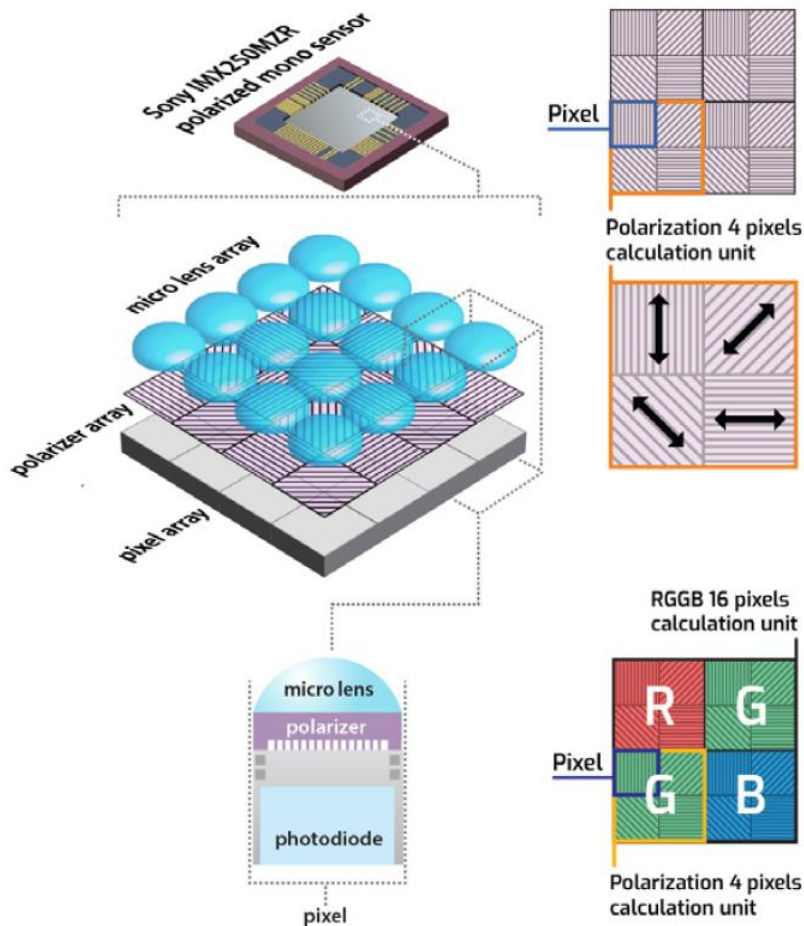 Sony IMX250MZR
polarized mono sensor
Pixel
Polarization 4 pixels
calculation unit
micro lens array
polarizer array
pixel array
RGGB 16 pixels
calculation unit
micro lens
polarizer
photodiode
pixel
R
G
Pixel
G
B
Polarization 4 pixels
calculation unit